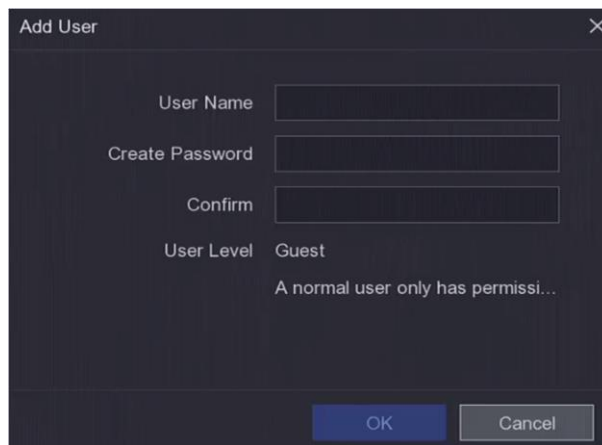 Add User
User Name
Create Password
Confirm
User Level Guest
A normal user only has permissi...
OK Cancel